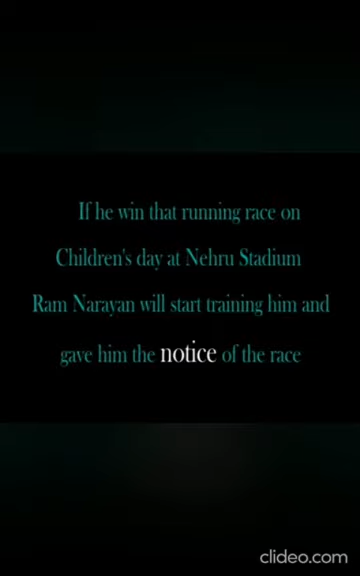 If he win that running race on
Children's day at Nehru Stadium
Ram Narayan will start training him and
gave him the notice of the race
clideo.com